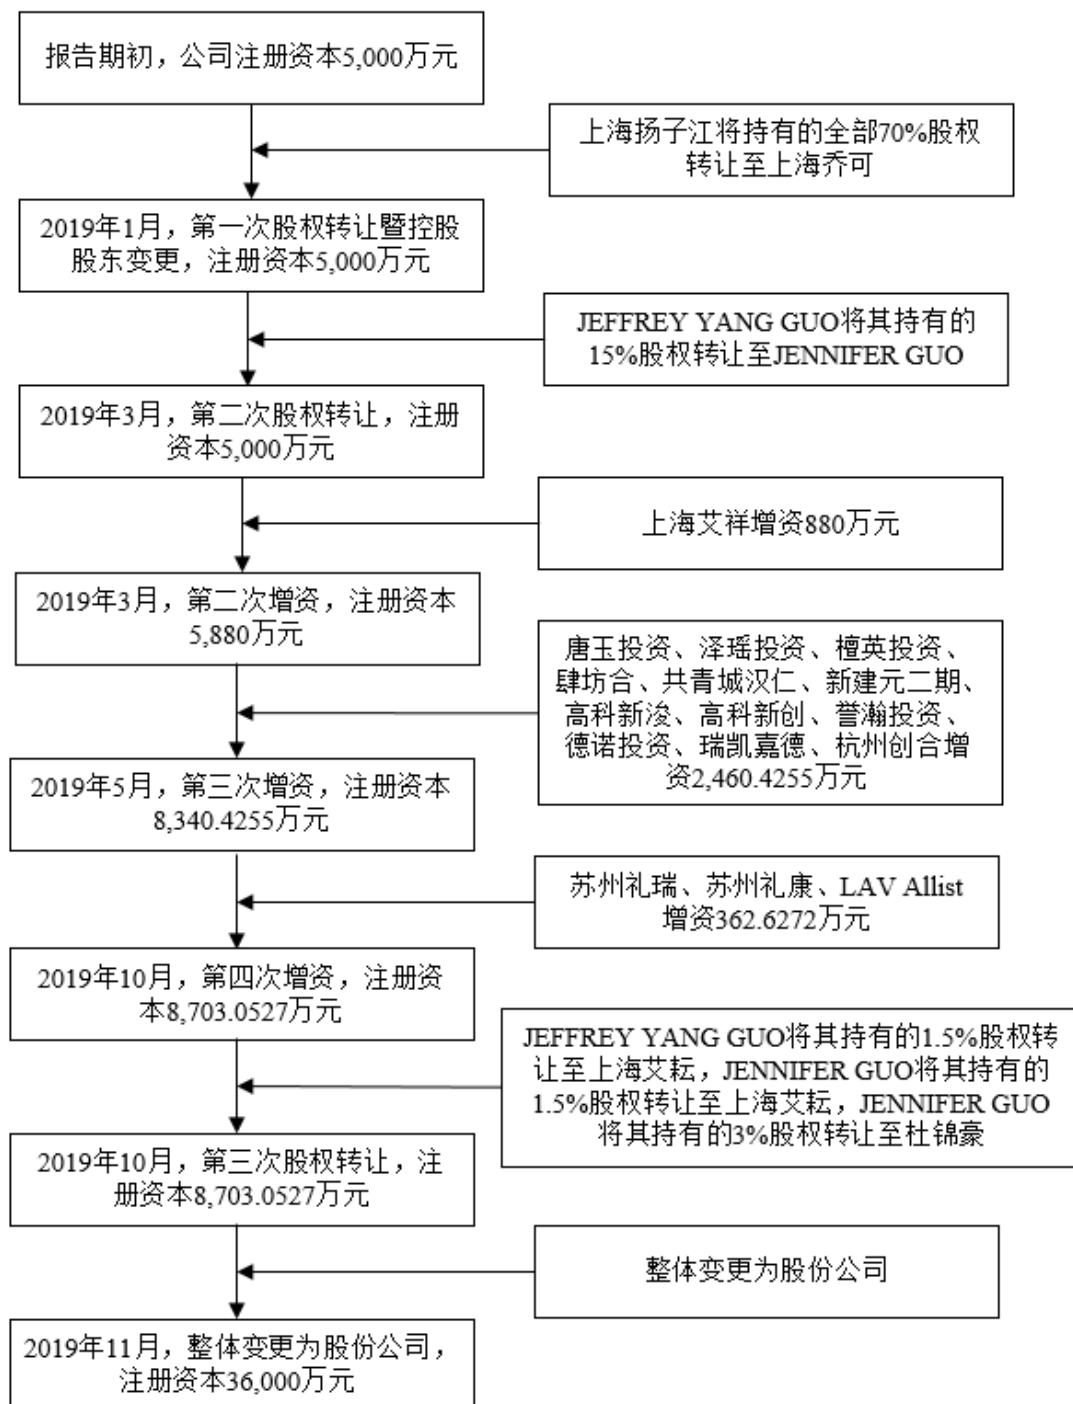 报告期初，公司注册资本5,000万元
上海扬子江将持有的全部70%股权
转让至上海乔可
2019年1月，第一次股权转让暨控股
股东变更，注册资本5,000万元
JEFFREY YANG GUO将其持有的
15%股权转让至JENNIFER GUO
2019年3月，第二次股权转让，注册
资本5,000万元
上海艾祥增资880万元
2019年3月，第二次增资，注册资本
5,880万元
唐玉投资、泽瑶投资、檀英投资、
肆坊合、共青城汉仁、新建元二期、
高科新浚、高科新创、誉瀚投资、
德诺投资、瑞凯嘉德、杭州创合增
资2,460.4255万元
2019年5月，第三次增资，注册资本
8,340.4255万元
苏州礼瑞、苏州礼康、LAV Allist
增资362.6272万元
2019年10月，第四次增资，注册资
本8,703.0527万元
JEFFREY YANG GUO将其持有的1.5%股权转
让至上海艾耘，JENNIFER GUO将其持有的
1.5%股权转让至上海艾耘，JENNIFER GUO
将其持有的3%股权转让至杜锦豪
2019年10月，第三次股权转让，注
册资本8,703.0527万元
整体变更为股份公司
2019年11月，整体变更为股份公司，
注册资本36,000万元